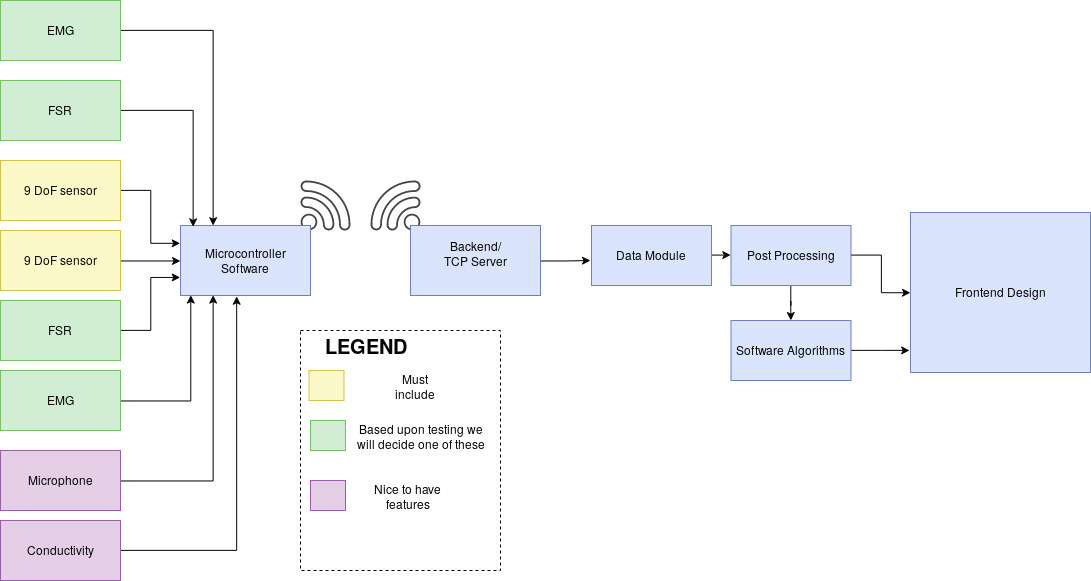 EMG
FSR
9 DoF sensor
9 DoF sensor
FSR
EMG
Microphone
Conductivity
Microcontroller
Software
Backend/
TCP Server
Data Module
Post Processing
Software Algorithms
Frontend Design
LEGEND
Must
include
Based upon testing we
will decide one of these
Nice to have
features